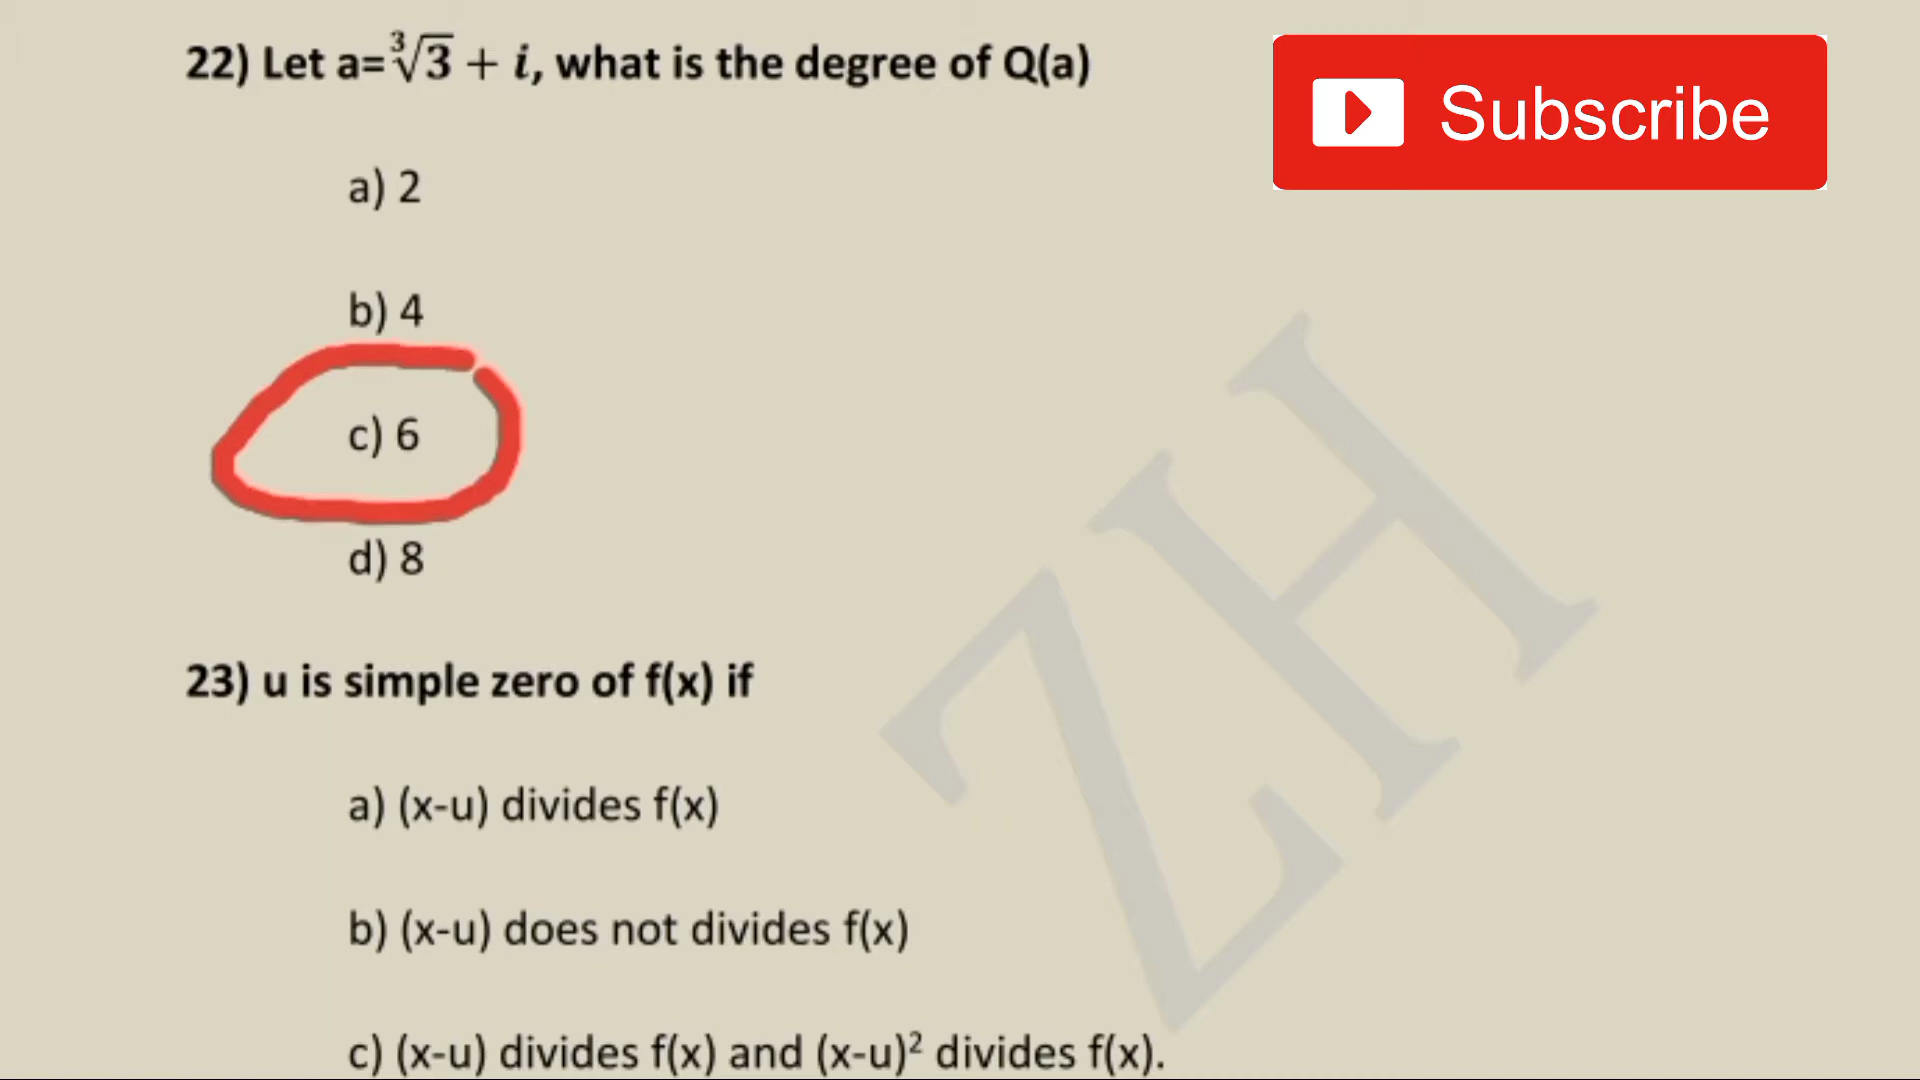 22) Let a=∛3 + i, what is the degree of Q(a)
Subscribe
a) 2
b) 4
c) 6
d) 8
23) u is simple zero of f(x) if
a) (x-u) divides f(x)
b) (x-u) does not divides f(x)
c) (x-u) divides f(x) and (x-u)² divides f(x).
ZH